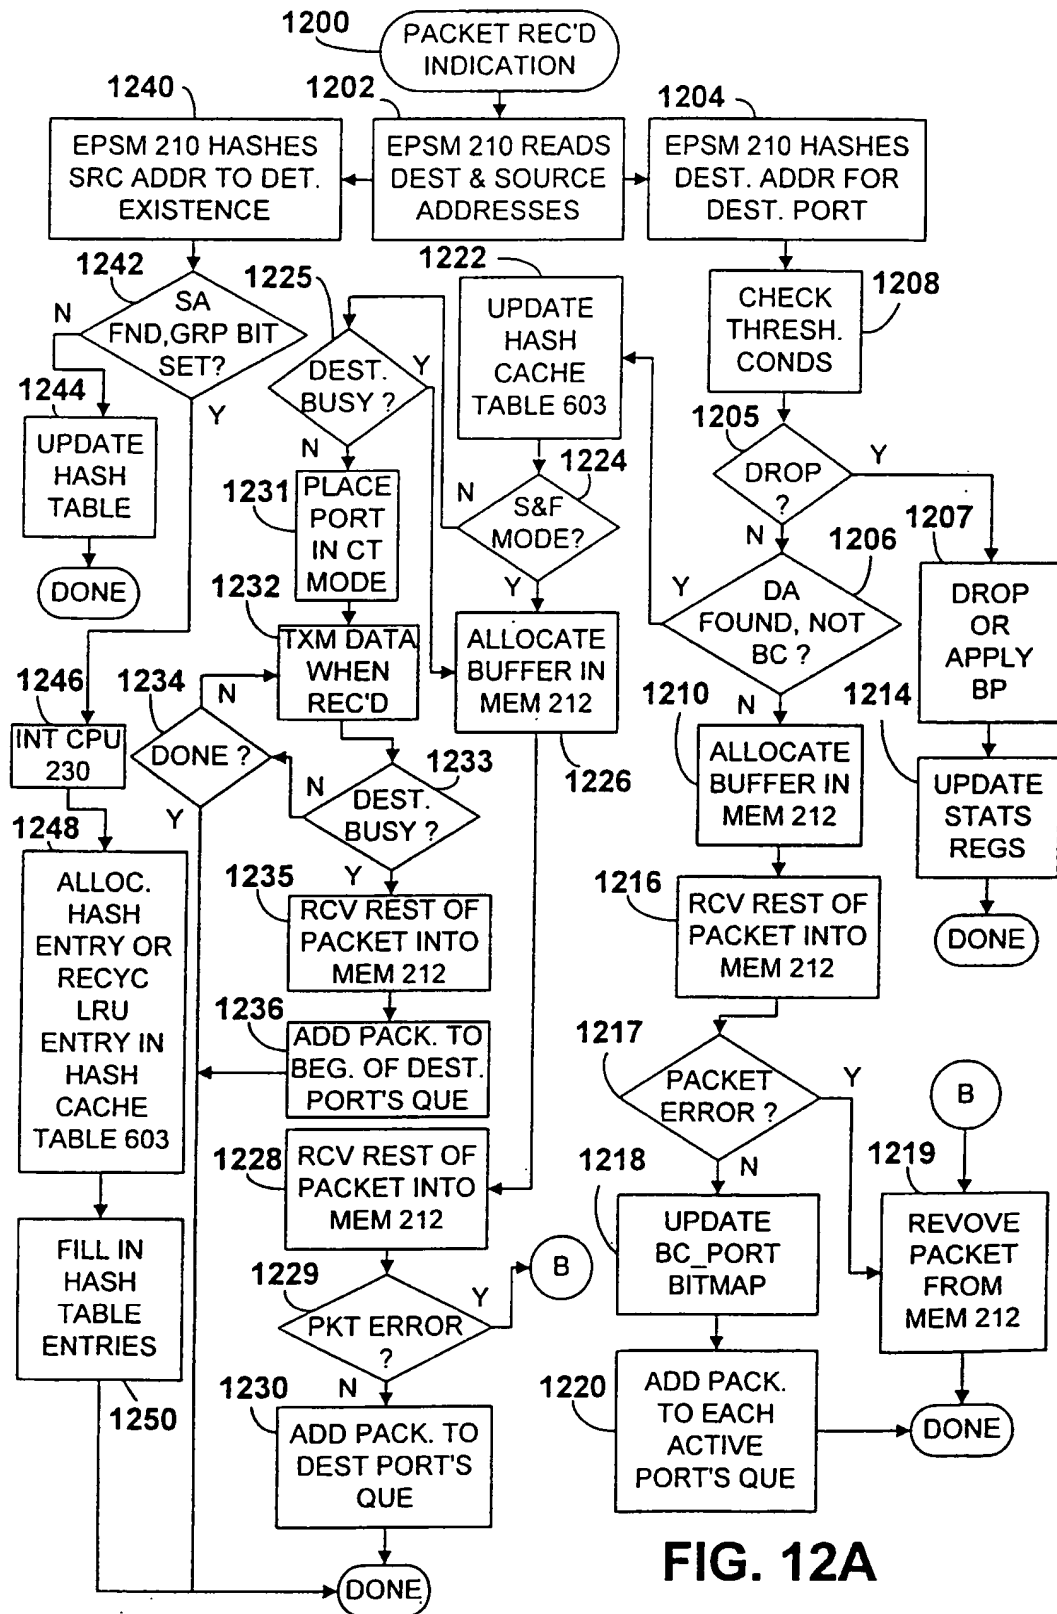 1200
PACKET REC'D
INDICATION
1240
1202
1204
EPSM 210 HASHES
SRC ADDR TO DET.
EXISTENCE
EPSM 210 READS
DEST & SOURCE
ADDRESSES
EPSM 210 HASHES
DEST. ADDR FOR
DEST. PORT
1242
SA
FND,GRP BIT
SET?
N
Y
1244
UPDATE
HASH
TABLE
DONE
1225
DEST.
BUSY ?
Y
N
1222
UPDATE
HASH
CACHE
TABLE 603
1208
CHECK
THRESH.
CONDS
1205
DROP
?
Y
N
1224
S&F
MODE?
N
Y
1231
PLACE
PORT
IN CT
MODE
1207
DROP
OR
APPLY
BP
1206
DA
FOUND, NOT
BC ?
Y
N
1232
TXM DATA
WHEN
REC'D
ALLOCATE
BUFFER IN
MEM 212
1226
1246
INT CPU
230
1234
DONE ?
N
Y
1233
DEST.
BUSY ?
N
Y
1210
ALLOCATE
BUFFER IN
MEM 212
1214
UPDATE
STATS
REGS
DONE
1248
ALLOC.
HASH
ENTRY OR
RECYC
LRU
ENTRY IN
HASH
CACHE
TABLE 603
1235
RCV REST OF
PACKET INTO
MEM 212
1216
RCV REST OF
PACKET INTO
MEM 212
1236
ADD PACK. TO
BEG. OF DEST.
PORT'S QUE
1217
PACKET
ERROR ?
Y
N
B
1228
RCV REST OF
PACKET INTO
MEM 212
1218
UPDATE
BC_PORT
BITMAP
1219
REVOVE
PACKET
FROM
MEM 212
FILL IN
HASH
TABLE
ENTRIES
1250
1229
PKT ERROR
?
Y
N
B
1230
ADD PACK. TO
DEST PORT'S
QUE
1220
ADD PACK.
TO EACH
ACTIVE
PORT'S QUE
DONE
DONE
FIG. 12A